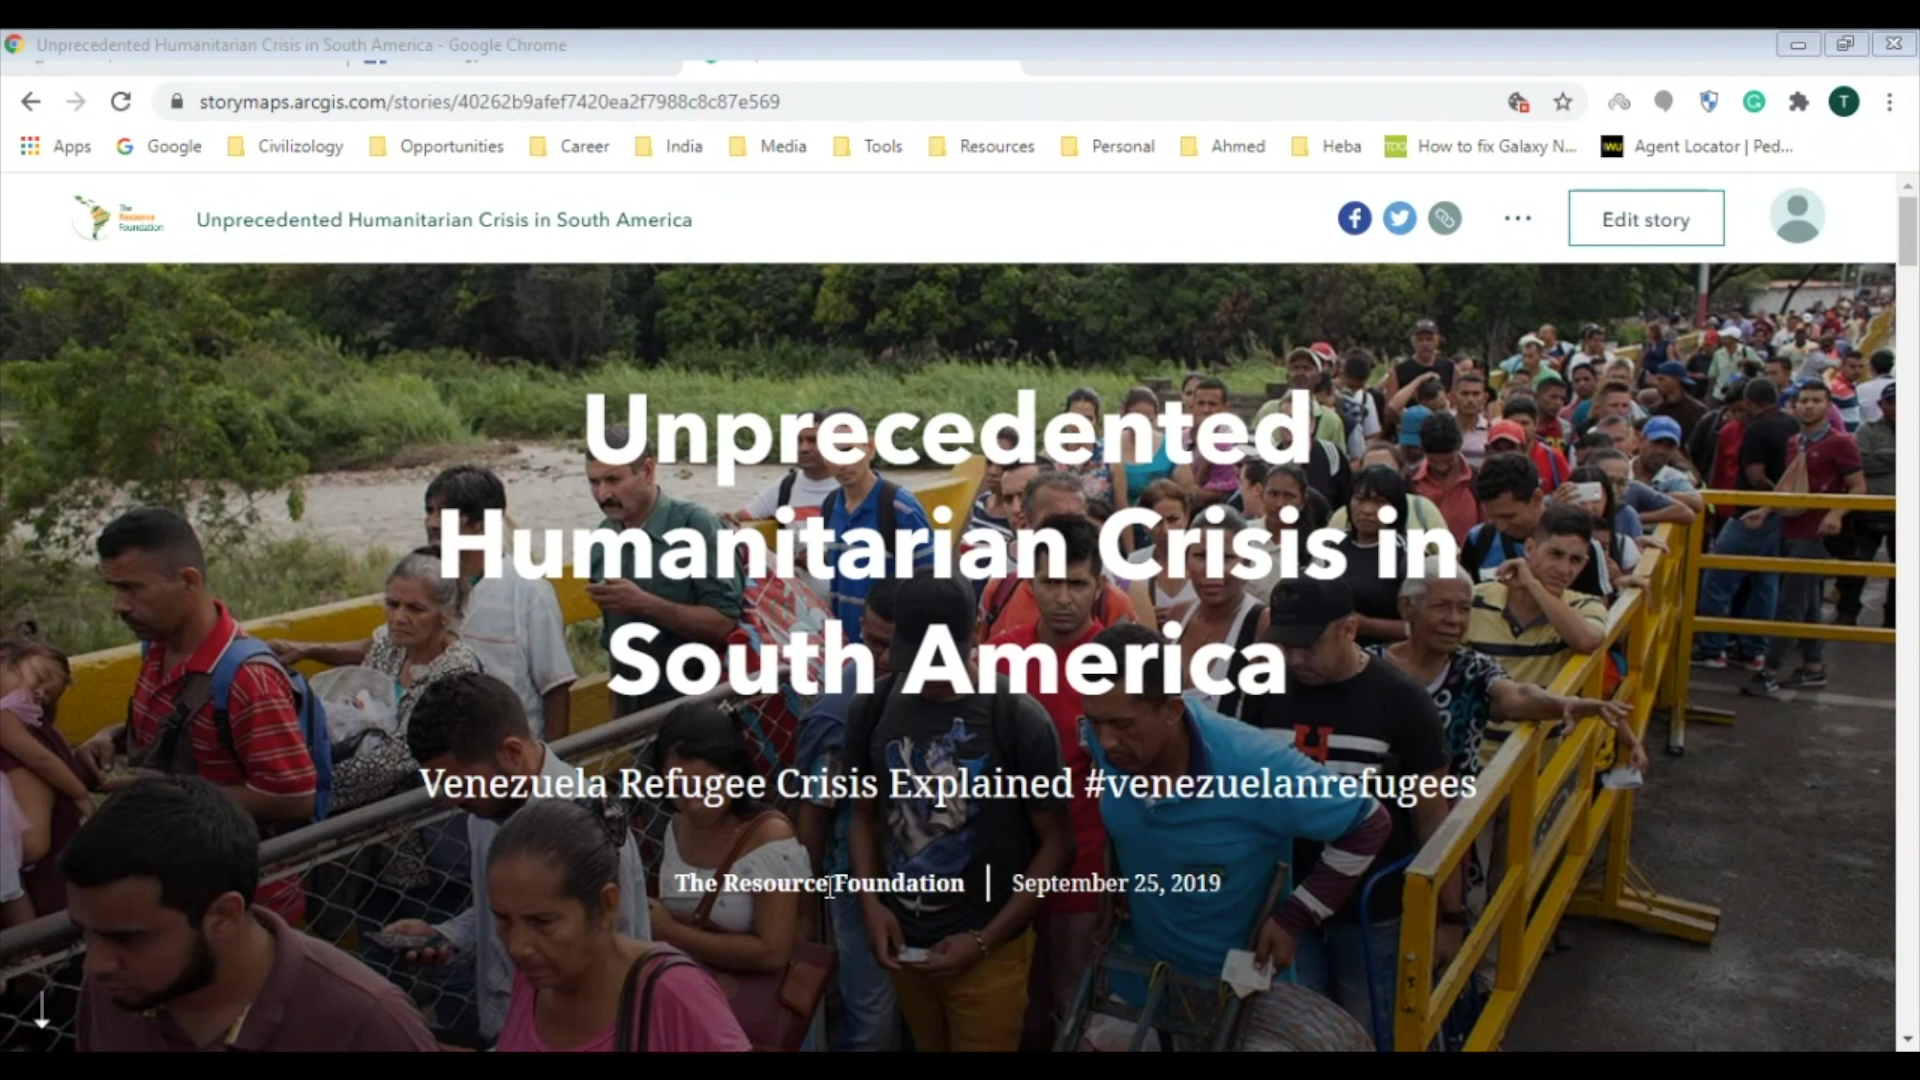 Unprecedented Humanitarian Crisis in South America - Google Chrome
storymaps.arcgis.com/stories/40262b9afef7420ea2f7988c8c87e569
T
Apps Google Civilizology Opportunities Career India Media Tools Resources Personal Ahmed Heba How to fix Galaxy N... Agent Locator | Ped...
The
Resource
Foundation
Unprecedented Humanitarian Crisis in South America
Edit story
Unprecedented
Humanitarian Crisis in
South America
Venezuela Refugee Crisis Explained #venezuelanrefugees
The Resource Foundation | September 25, 2019